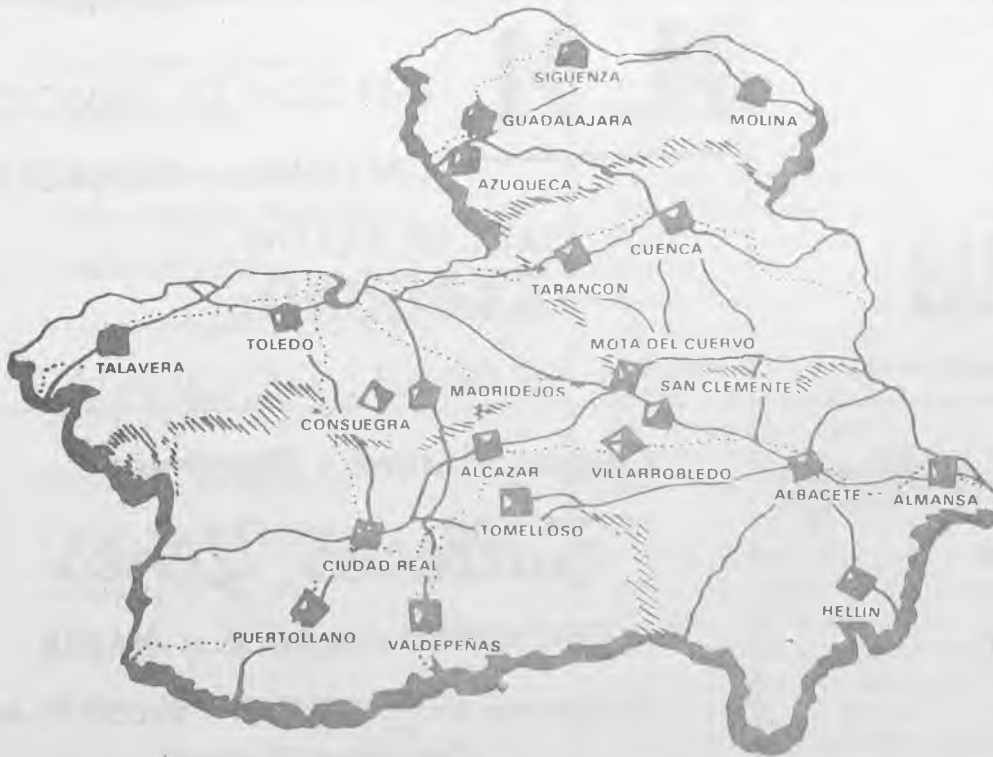 SIGUENZA
MOLINA
GUADALAJARA
AZUQUECA
CUENCA
TARANCON
TOLEDO
MOTA DEL CUERVO
TALAVERA
MADRIDEJOS
SAN CLEMENTE
CONSUEGRA
ALCAZAR
VILLARROBLEDO
ALBACETE
ALMANSA
TOMELLOSO
CIUDAD REAL
HELLIN
PUERTOLLANO
VALDEPEÑAS